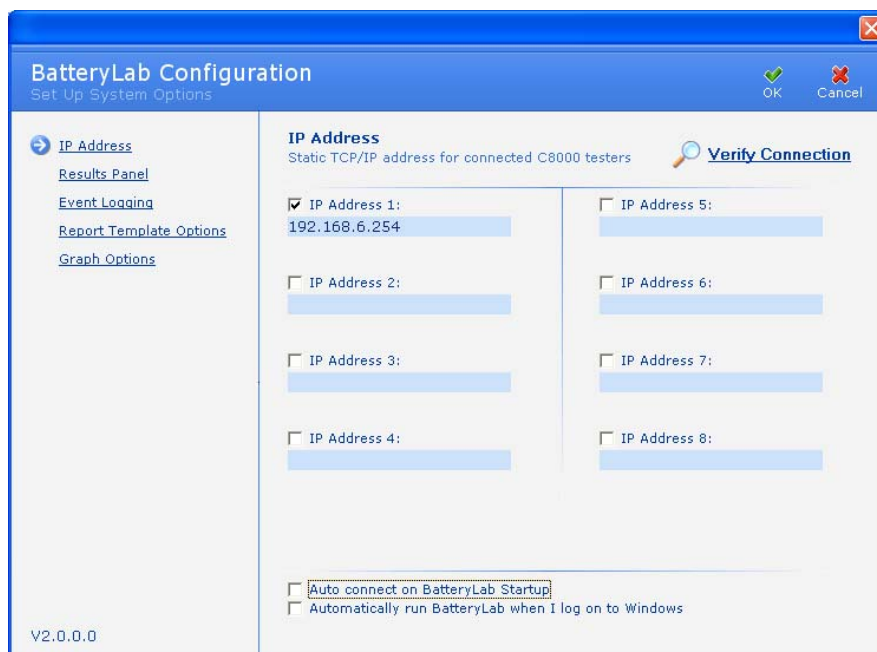 BatteryLab Configuration
Set Up System Options
OK
Cancel
IP Address
Results Panel
Event Logging
Report Template Options
Graph Options
V2.0.0.0
IP Address
Static TCP/IP address for connected C8000 testers
Verify Connection
IP Address 1:
192.168.6.254
IP Address 2:
IP Address 3:
IP Address 4:
IP Address 5:
IP Address 6:
IP Address 7:
IP Address 8:
Auto connect on BatteryLab Startup
Automatically run BatteryLab when I log on to Windows